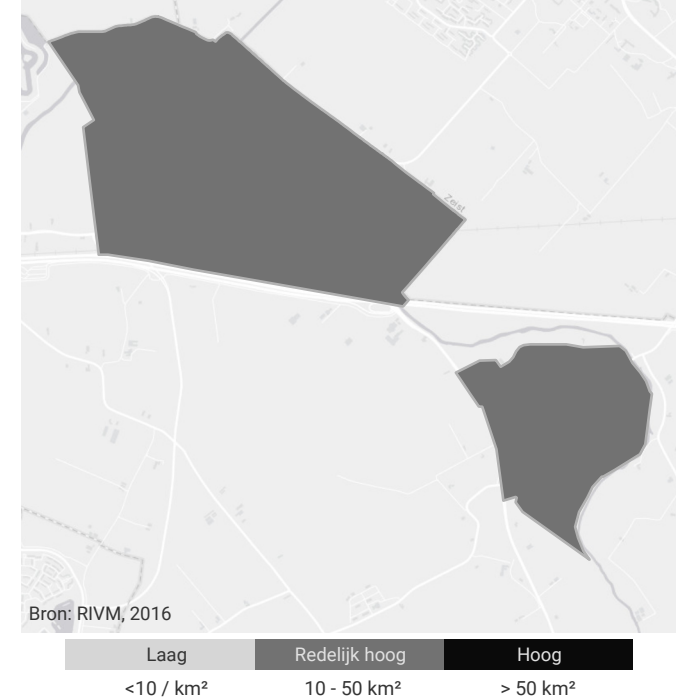 Zeist
Bron: RIVM, 2016
Laag Redelijk hoog Hoog
<10 / km² 10 - 50 km² > 50 km²